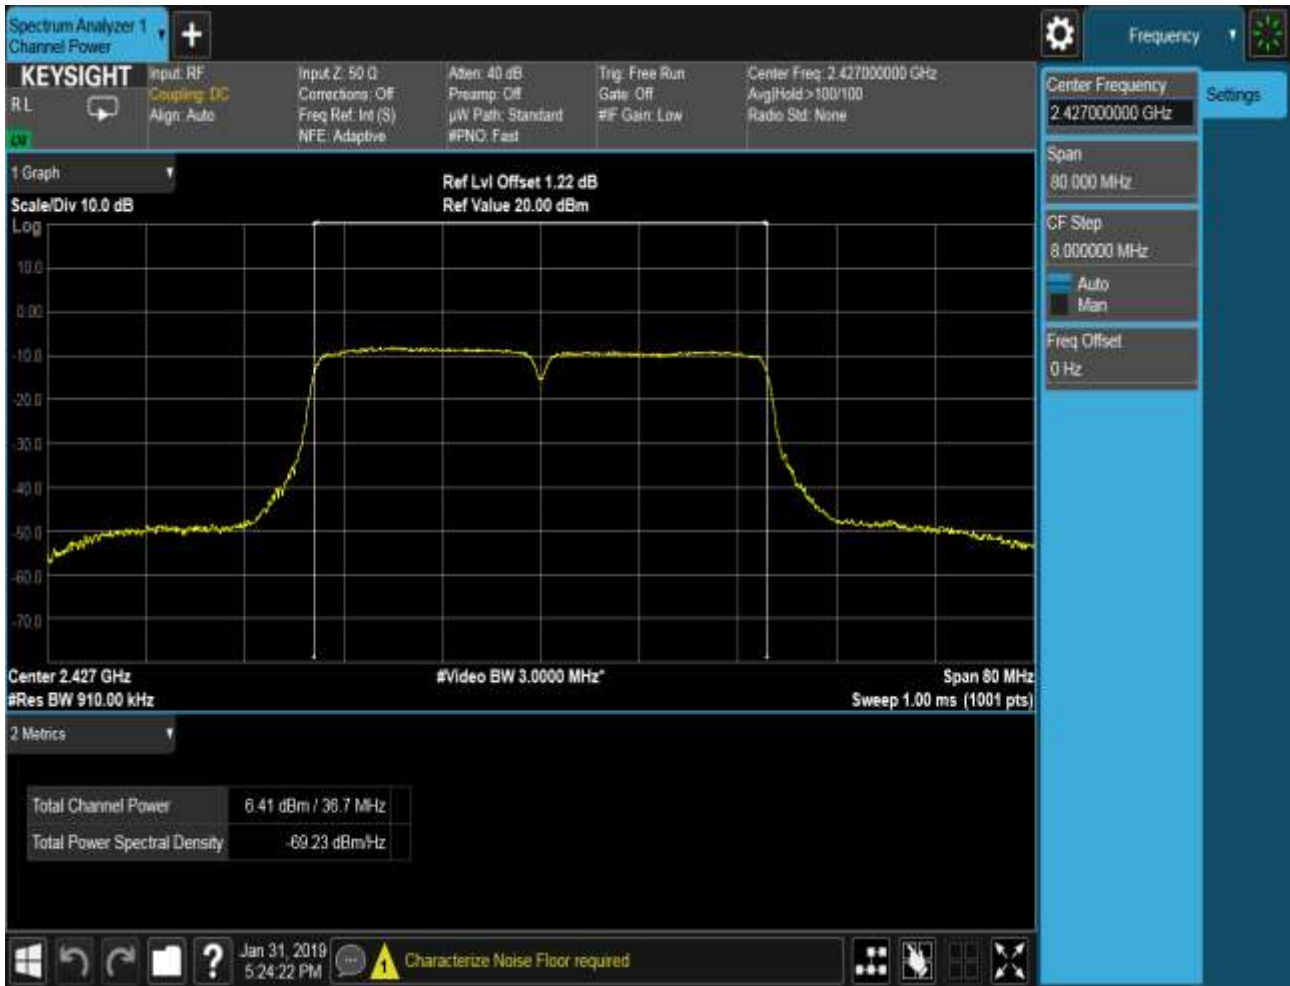 Spectrum Analyzer 1
Channel Power
Frequency
KEYSIGHT
RL
LXI
Input: RF
Coupling: DC
Align: Auto
Input Z: 50 Ω
Corrections: Off
Freq Ref: Int (S)
NFE: Adaptive
Atten: 40 dB
Preamp: Off
µW Path: Standard
#PNO: Fast
Trig: Free Run
Gate: Off
#IF Gain: Low
Center Freq: 2.427000000 GHz
Avg|Hold:>100/100
Radio Std: None
Center Frequency
2.427000000 GHz
Settings
Span
80.000 MHz
CF Step
8.000000 MHz
Auto
Man
Freq Offset
0 Hz
1 Graph
Scale/Div 10.0 dB
Ref Lvl Offset 1.22 dB
Ref Value 20.00 dBm
Log
10.0
0.00
-10.0
-20.0
-30.0
-40.0
-50.0
-60.0
-70.0
Center 2.427 GHz
#Res BW 910.00 kHz
#Video BW 3.0000 MHz*
Span 80 MHz
Sweep 1.00 ms (1001 pts)
2 Metrics
Total Channel Power 6.41 dBm / 36.7 MHz
Total Power Spectral Density -69.23 dBm/Hz
Jan 31, 2019
5:24:22 PM
1
Characterize Noise Floor required